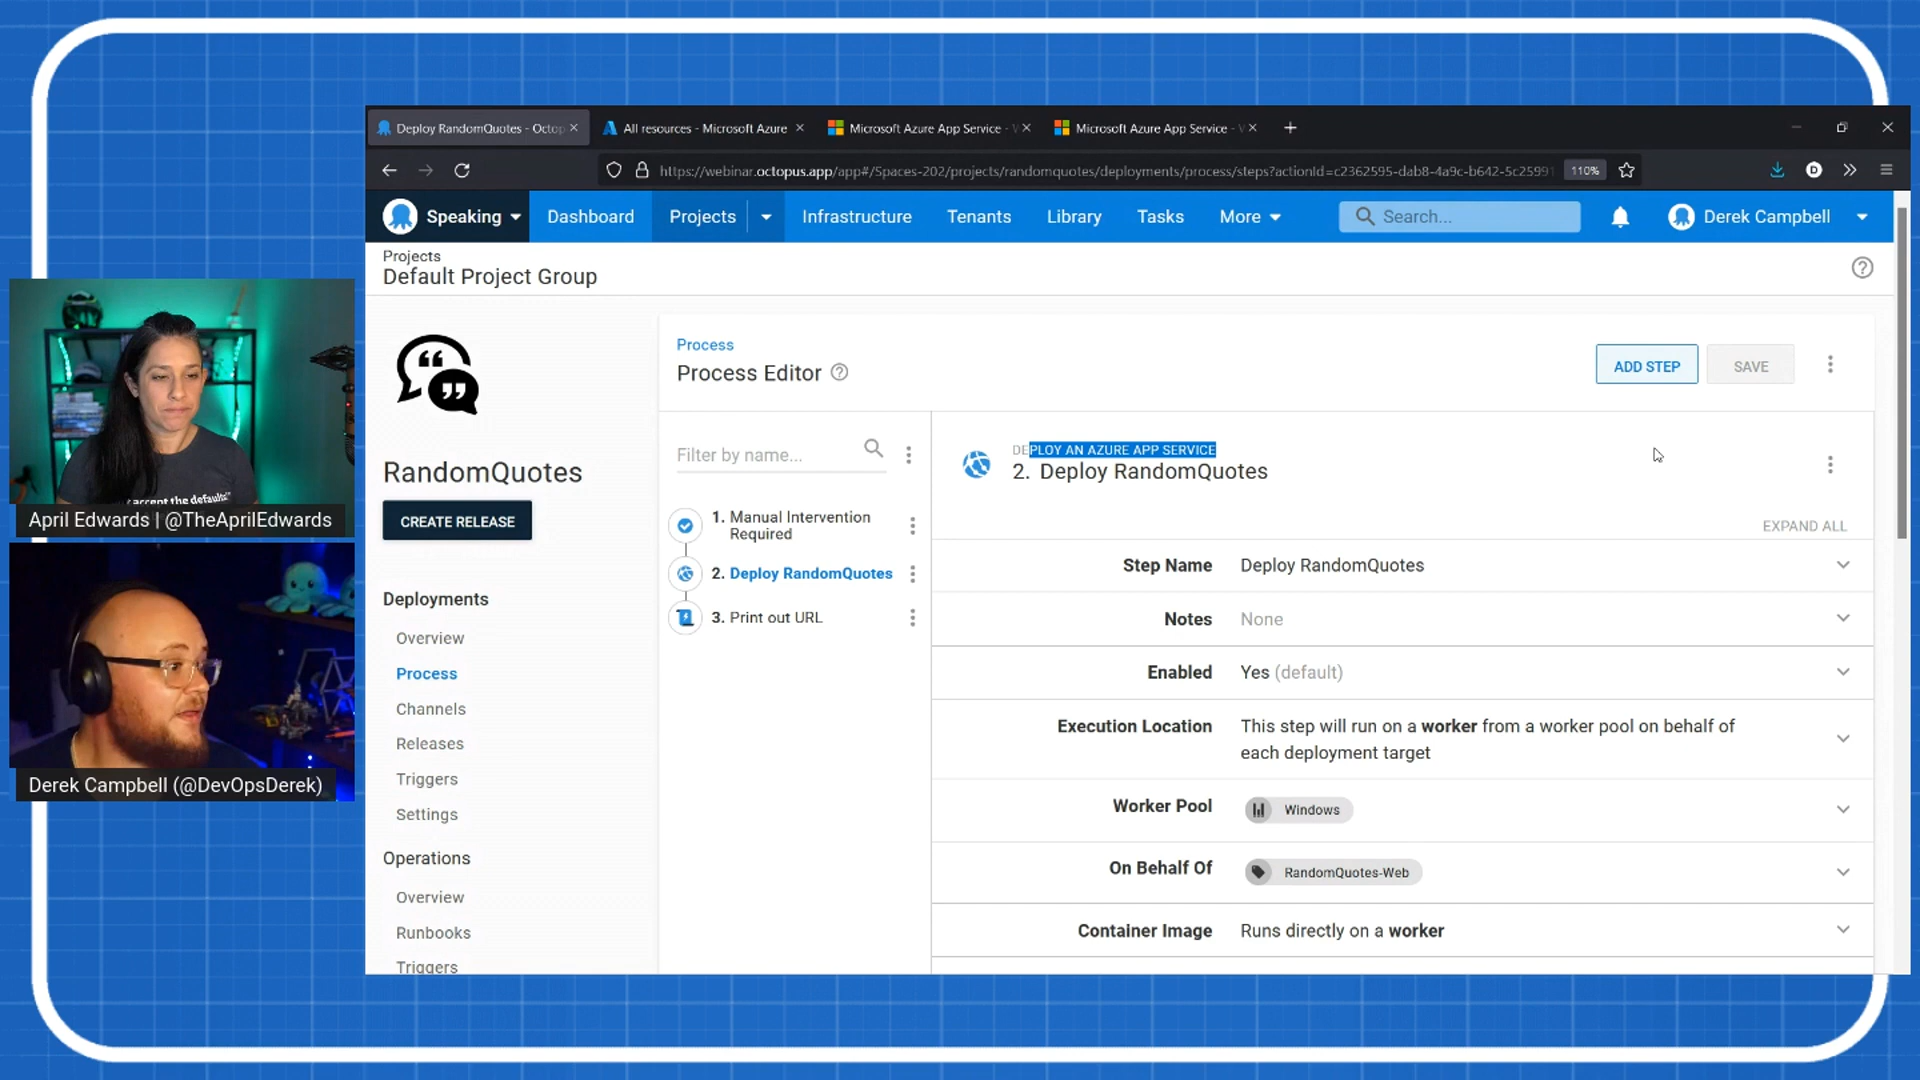 Deploy RandomQuotes - Octop
All resources - Microsoft Azure
Microsoft Azure App Service - V
Microsoft Azure App Service - V
https://webinar.octopus.app/app#/Spaces-202/projects/randomquotes/deployments/process/steps?actionId=c2362595-dab8-4a9c-b642-5c25991
110%
D
Speaking
Dashboard
Projects
Infrastructure
Tenants
Library
Tasks
More
Search...
Derek Campbell
Projects
Default Project Group
RandomQuotes
CREATE RELEASE
Deployments
Overview
Process
Channels
Releases
Triggers
Settings
Operations
Overview
Runbooks
Triggers
Process
Process Editor
ADD STEP
SAVE
Filter by name...
1. Manual Intervention
Required
2. Deploy RandomQuotes
3. Print out URL
DEPLOY AN AZURE APP SERVICE
2. Deploy RandomQuotes
EXPAND ALL
Step Name
Deploy RandomQuotes
Notes
None
Enabled
Yes (default)
Execution Location
This step will run on a worker from a worker pool on behalf of
each deployment target
Worker Pool
Windows
On Behalf Of
RandomQuotes-Web
Container Image
Runs directly on a worker
accept the defaults"
April Edwards | @TheAprilEdwards
Derek Campbell (@DevOpsDerek)